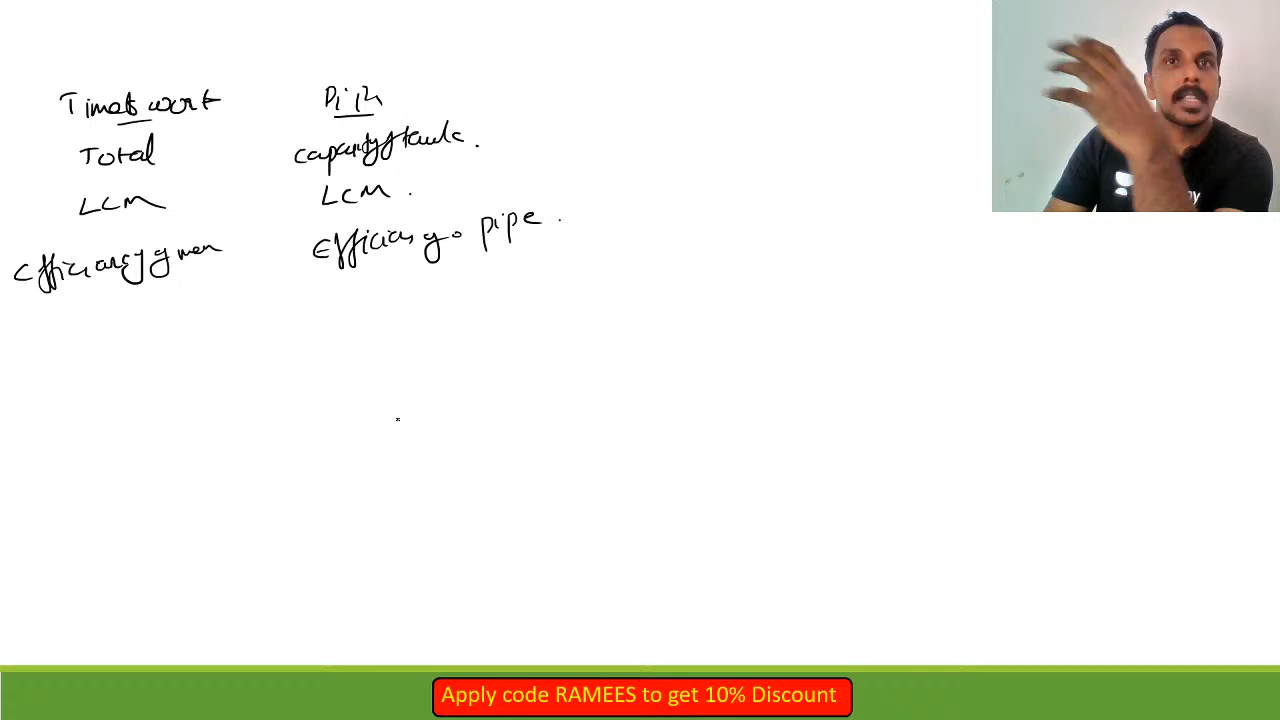 Time & work
Total
LCM
Efficiency of men
Pipe
capacity of tank.
LCM.
Efficiency of pipe.
Apply code RAMEES to get 10% Discount